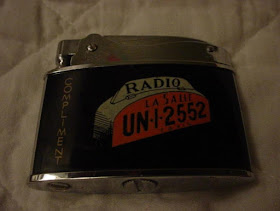 COMPLIMENT
RADIO
LA SALLE
UN·1-2552